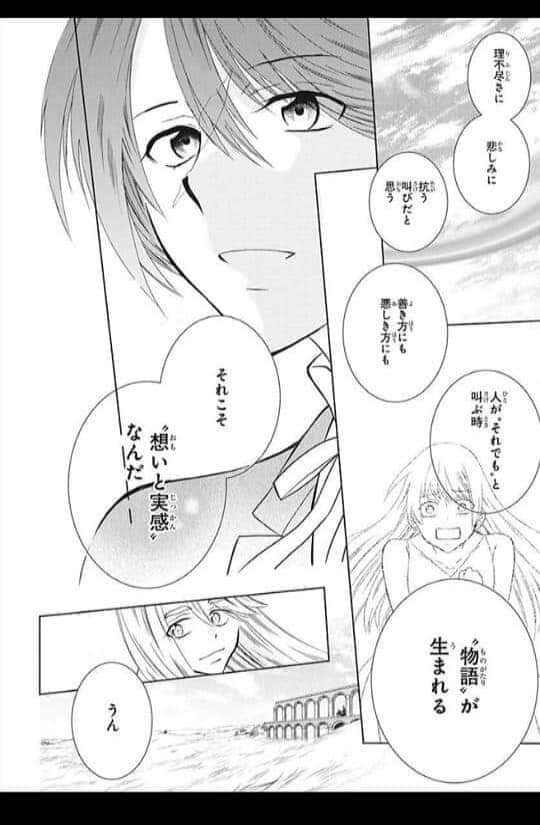 理不尽さに
悲しみに
抗う
叫びだと
思う
善き方にも
悪しき方にも
人が〝それでも〟と
叫ぶ時
〝物語〟が
生まれる
それこそ
〝想いと実感〟
なんだ――
うん